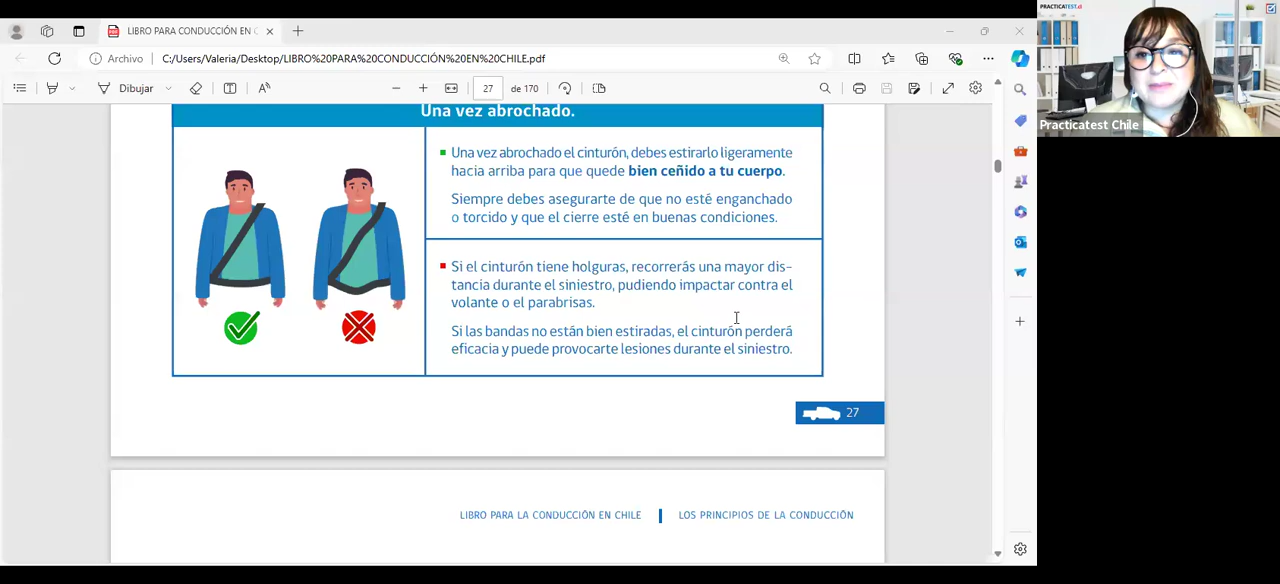 LIBRO PARA CONDUCCIÓN EN C
Archivo
C:/Users/Valeria/Desktop/LIBRO%20PARA%20CONDUCCIÓN%20EN%20CHILE.pdf
Dibujar
27
de 170
PRACTICATEST.cl
Practicatest Chile
Una vez abrochado.
Una vez abrochado el cinturón, debes estirarlo ligeramente
hacia arriba para que quede bien ceñido a tu cuerpo.
Siempre debes asegurarte de que no esté enganchado
o torcido y que el cierre esté en buenas condiciones.
Si el cinturón tiene holguras, recorrerás una mayor dis-
tancia durante el siniestro, pudiendo impactar contra el
volante o el parabrisas.
Si las bandas no están bien estiradas, el cinturón perderá
eficacia y puede provocarte lesiones durante el siniestro.
27
LIBRO PARA LA CONDUCCIÓN EN CHILE
LOS PRINCIPIOS DE LA CONDUCCIÓN